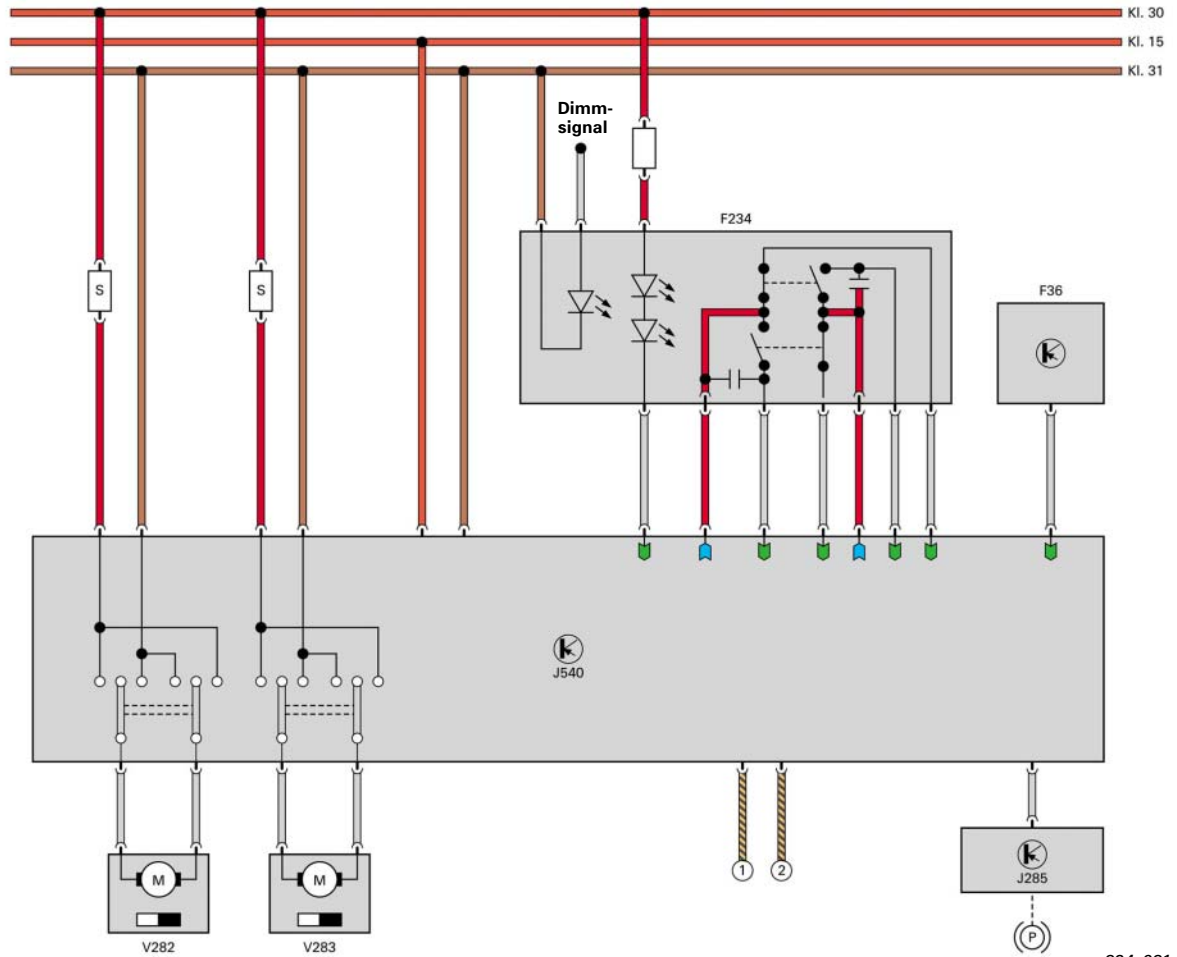 Kl. 30
Kl. 15
Kl. 31
Dimm-
signal
F234
F36
S
S
J540
M
M
1
2
J285
P
V282
V283